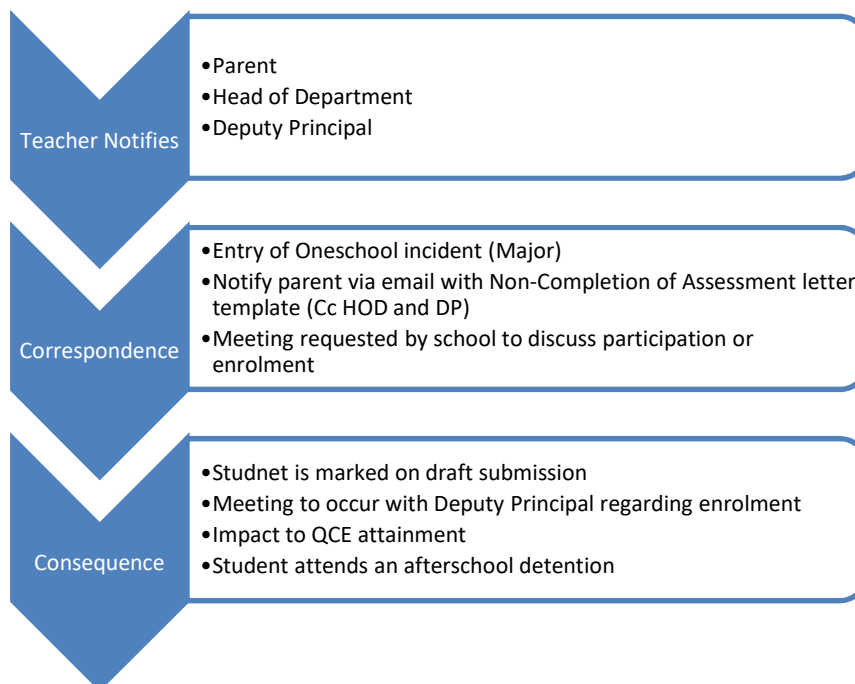 Teacher Notifies
•Parent
•Head of Department
•Deputy Principal
Correspondence
•Entry of Oneschool incident (Major)
•Notify parent via email with Non-Completion of Assessment letter
template (Cc HOD and DP)
•Meeting requested by school to discuss participation or
enrolment
Consequence
•Studnet is marked on draft submission
•Meeting to occur with Deputy Principal regarding enrolment
•Impact to QCE attainment
•Student attends an afterschool detention